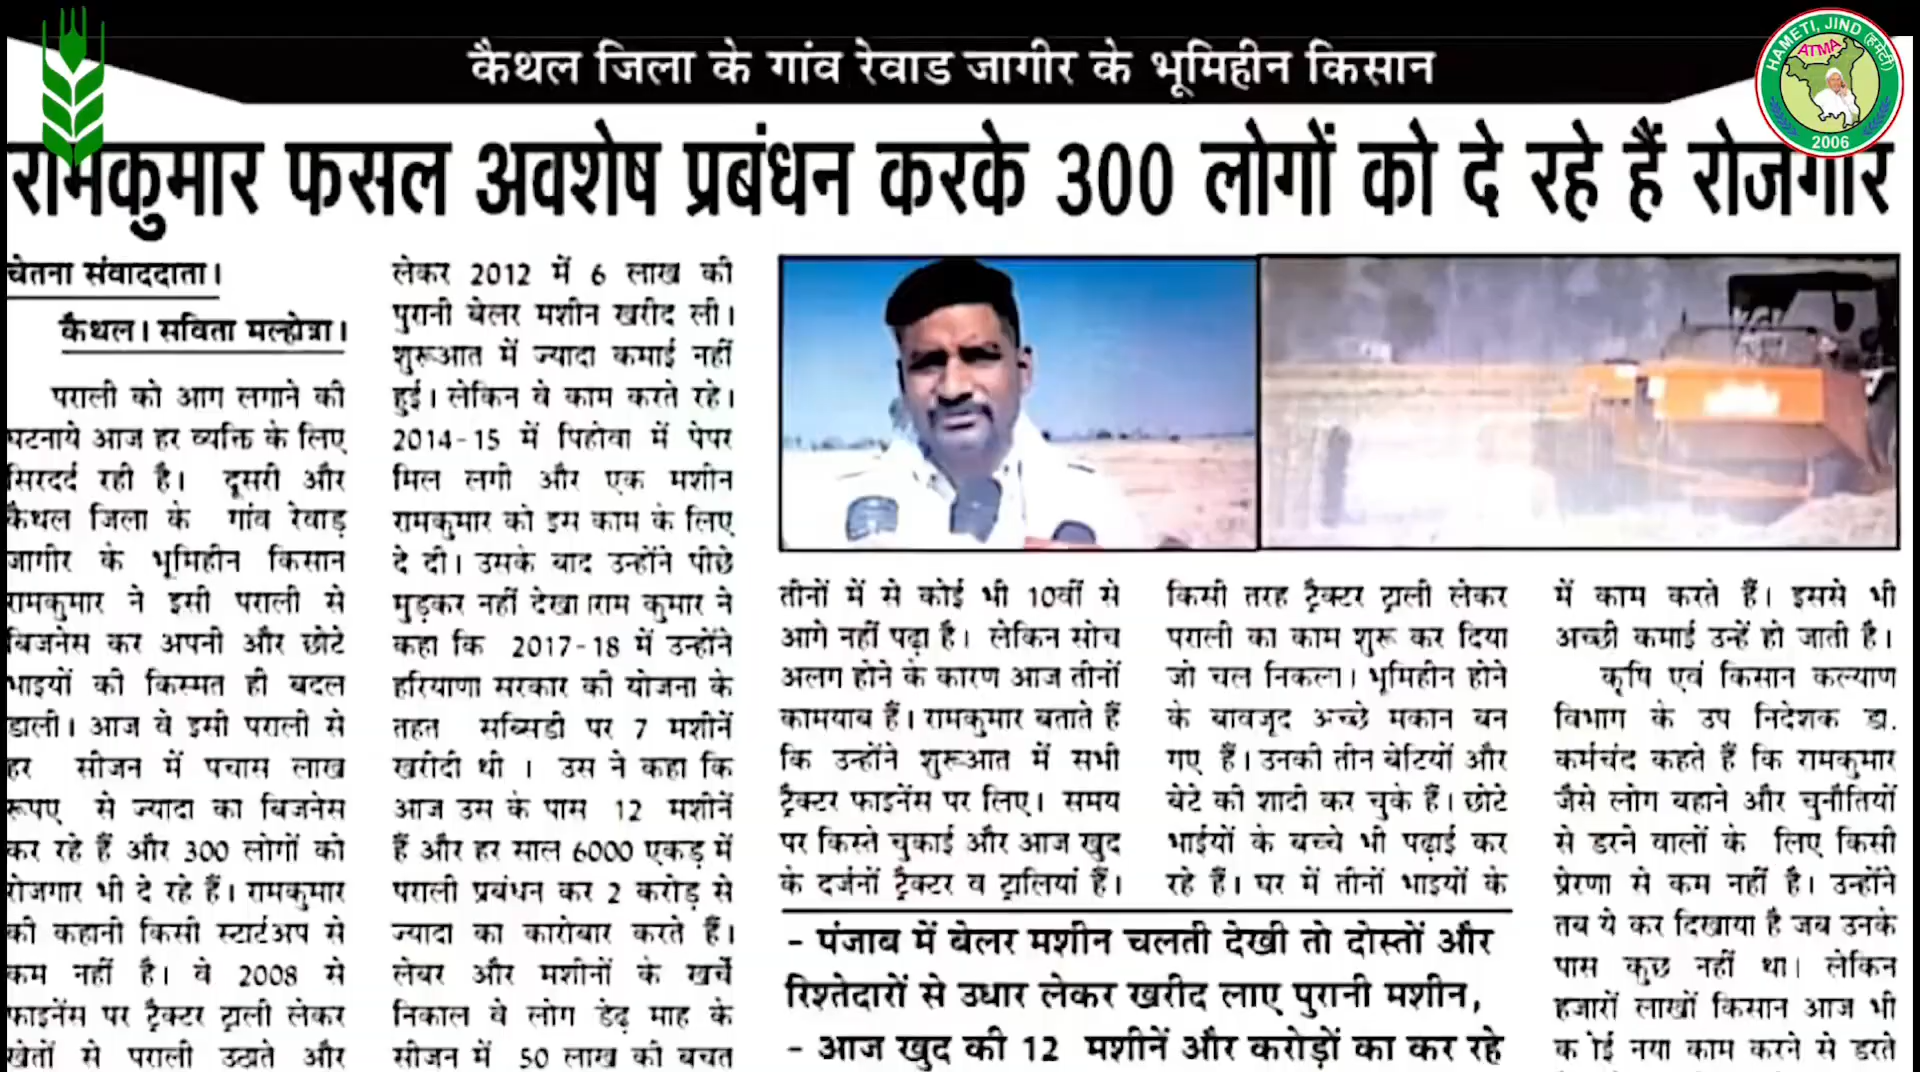 कैथल जिला के गांव रेवाड जागीर के भूमिहीन किसान
HAMETI, JIND (हमेटी)
ATMA
2006
रामकुमार फसल अवशेष प्रबंधन करके 300 लोगों को दे रहे हैं रोजगार
चेतना संवाददाता।
कैथल। सविता मल्होत्रा।
पराली को आग लगाने की
घटनाये आज हर व्यक्ति के लिए
सिरदर्द रही है। दूसरी और
कैथल जिला के गांव रेवाड़
जागीर के भूमिहीन किसान
रामकुमार ने इसी पराली से
बिजनेस कर अपनी और छोटे
भाइयों की किस्मत ही बदल
डाली। आज वे इसी पराली से
हर सीजन में पचास लाख
रूपए से ज्यादा का बिजनेस
कर रहे हैं और 300 लोगों को
रोजगार भी दे रहे हैं। रामकुमार
की कहानी किसी स्टार्टअप से
कम नहीं है। वे 2008 से
फाइनेंस पर ट्रैक्टर ट्राली लेकर
खेतों से पराली उठाते और
लेकर 2012 में 6 लाख की
पुरानी बेलर मशीन खरीद ली।
शुरूआत में ज्यादा कमाई नहीं
हुई। लेकिन वे काम करते रहे।
2014-15 में पिहोवा में पेपर
मिल लगी और एक मशीन
रामकुमार को इस काम के लिए
दे दी। उसके बाद उन्होंने पीछे
मुड़कर नहीं देखा।राम कुमार ने
कहा कि 2017-18 में उन्होंने
हरियाणा सरकार की योजना के
तहत सब्सिडी पर 7 मशीनें
खरीदी थी । उस ने कहा कि
आज उस के पास 12 मशीनें
हैं और हर साल 6000 एकड़ में
पराली प्रबंधन कर 2 करोड़ से
ज्यादा का कारोबार करते हैं।
लेबर और मशीनों के खर्चे
निकाल वे लोग डेढ़ माह के
सीजन में 50 लाख की बचत
तीनों में से कोई भी 10वीं से
आगे नहीं पढ़ा है। लेकिन सोच
अलग होने के कारण आज तीनों
कामयाब हैं। रामकुमार बताते हैं
कि उन्होंने शुरूआत में सभी
ट्रैक्टर फाइनेंस पर लिए। समय
पर किस्ते चुकाई और आज खुद
के दर्जनों ट्रैक्टर व ट्रालियां हैं।
किसी तरह ट्रैक्टर ट्राली लेकर
पराली का काम शुरू कर दिया
जो चल निकला। भूमिहीन होने
के बावजूद अच्छे मकान बन
गए हैं। उनकी तीन बेटियों और
बेटे की शादी कर चुके हैं। छोटे
भाईयों के बच्चे भी पढ़ाई कर
रहे हैं। घर में तीनों भाइयों के
- पंजाब में बेलर मशीन चलती देखी तो दोस्तों और
रिश्तेदारों से उधार लेकर खरीद लाए पुरानी मशीन,
- आज खुद की 12 मशीनें और करोड़ों का कर रहे
में काम करते हैं। इससे भी
अच्छी कमाई उन्हें हो जाती है।
कृषि एवं किसान कल्याण
विभाग के उप निदेशक डा.
कर्मचंद कहते हैं कि रामकुमार
जैसे लोग बहाने और चुनौतियों
से डरने वालों के लिए किसी
प्रेरणा से कम नहीं है। उन्होंने
तब ये कर दिखाया है जब उनके
पास कुछ नहीं था। लेकिन
हजारों लाखों किसान आज भी
कोई नया काम करने से डरते